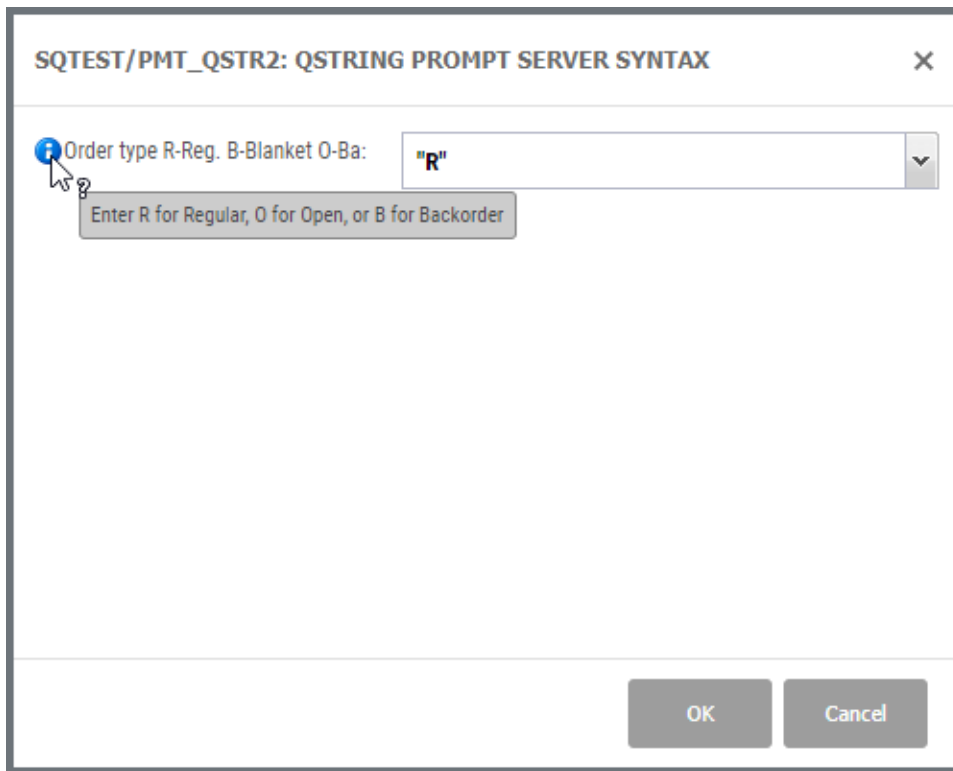 SQTEST/PMT_QSTR2: QSTRING PROMPT SERVER SYNTAX
Order type R-Reg. B-Blanket O-Ba: "R"
Enter R for Regular, O for Open, or B for Backorder
OK Cancel